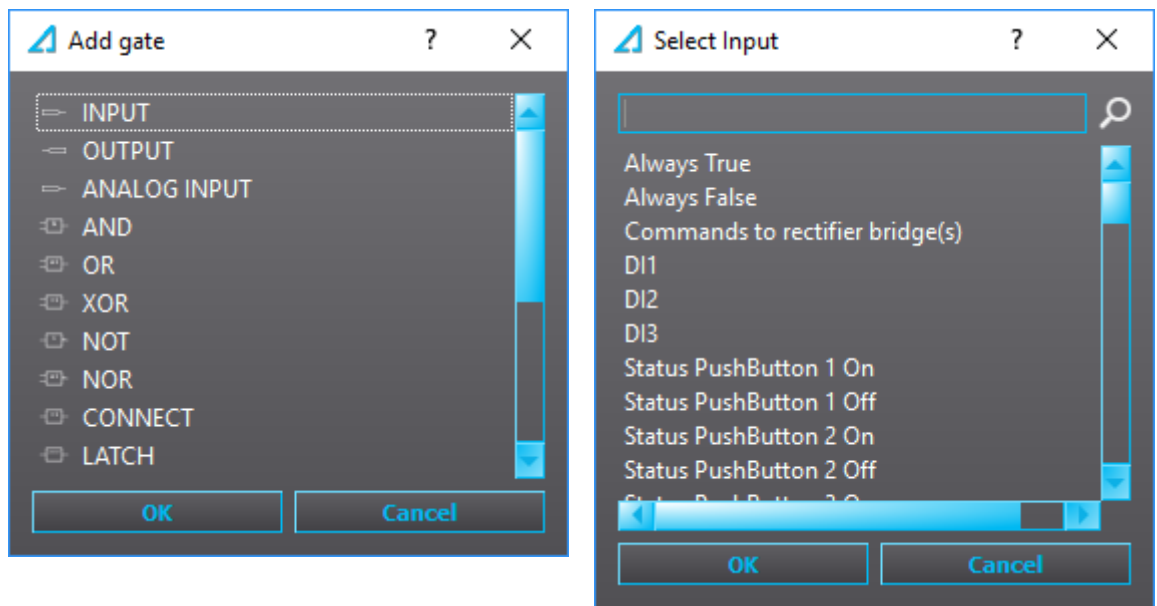 Add gate
?
INPUT
OUTPUT
ANALOG INPUT
AND
OR
XOR
NOT
NOR
CONNECT
LATCH
OK
Cancel
Select Input
?
Always True
Always False
Commands to rectifier bridge(s)
DI1
DI2
DI3
Status PushButton 1 On
Status PushButton 1 Off
Status PushButton 2 On
Status PushButton 2 Off
OK
Cancel